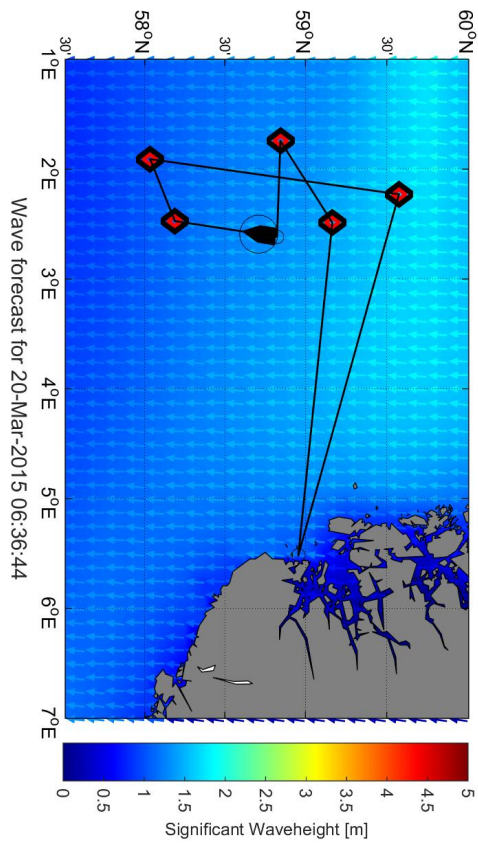 60°N
30'
59°N
30'
58°N
30'
1°E
2°E
3°E
4°E
5°E
6°E
7°E
Wave forecast for 20-Mar-2015 06:36:44
0
0.5
1
1.5
2
2.5
3
3.5
4
4.5
5
Significant Waveheight [m]